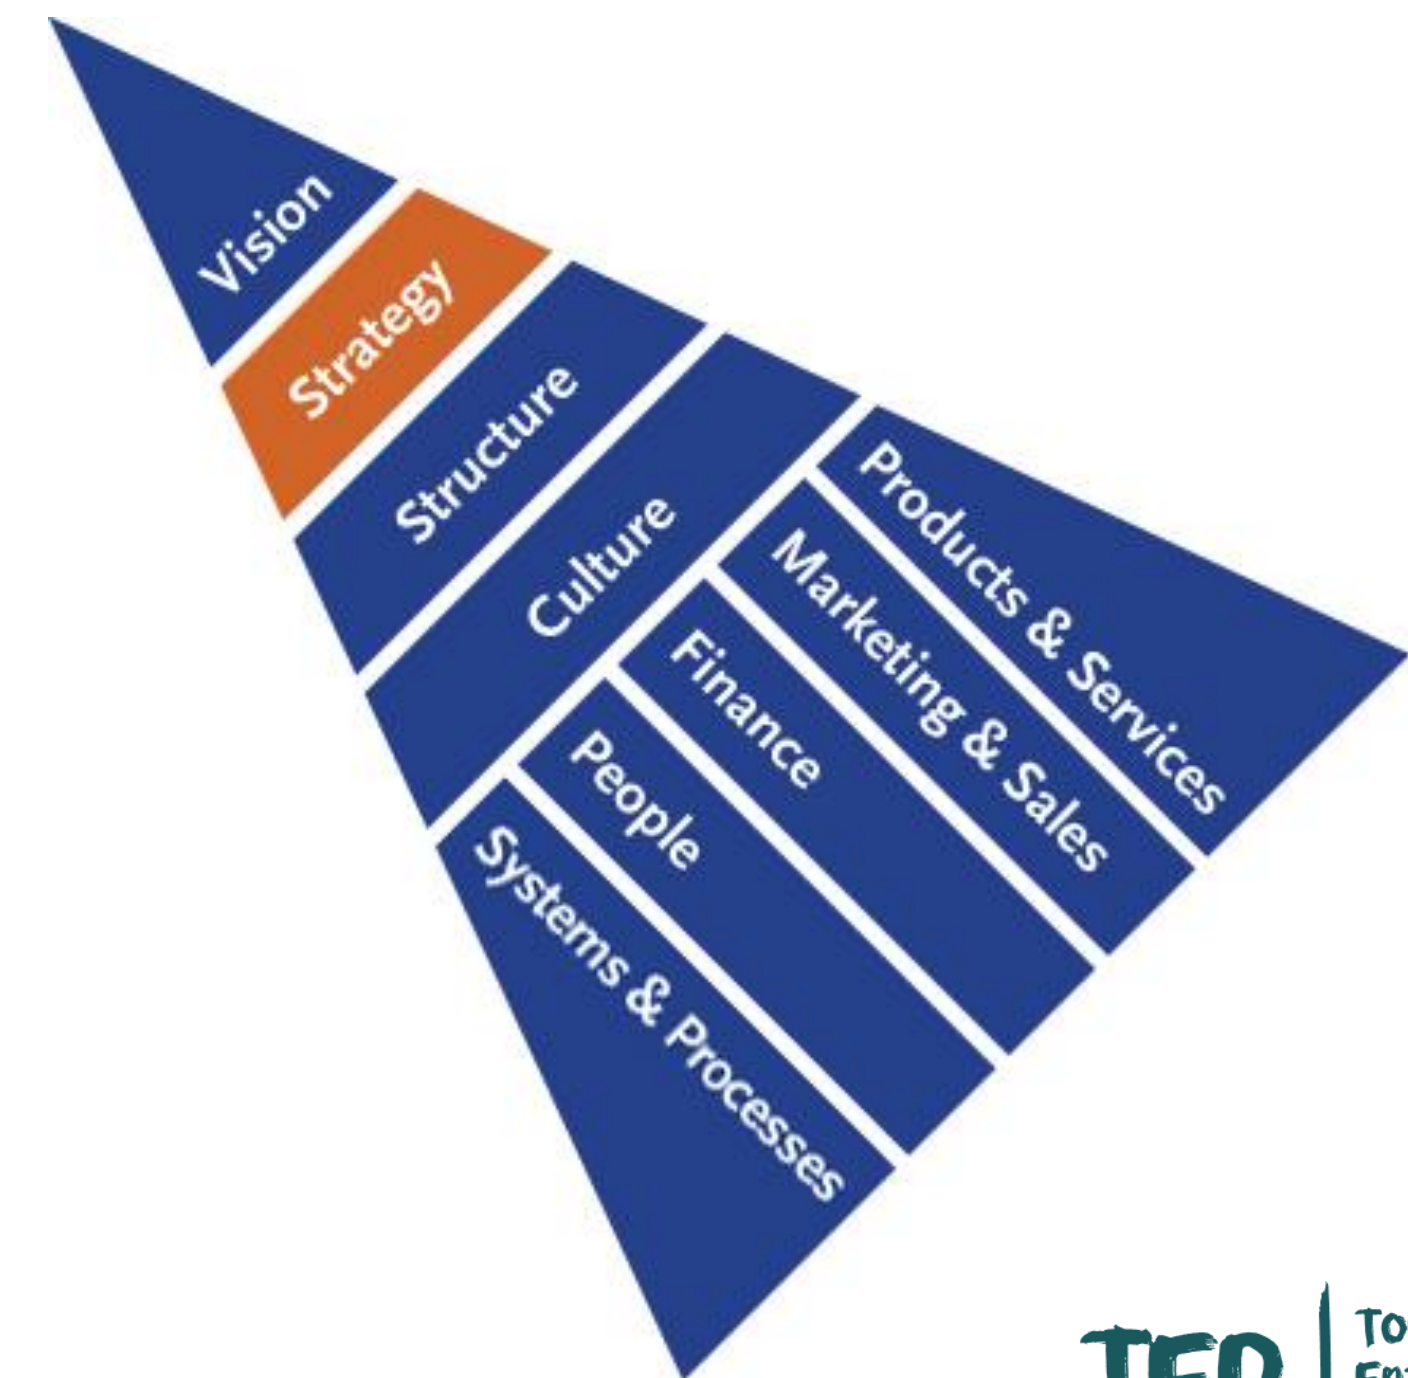 Vision
Strategy
Structure
Culture
Products & Services
Marketing & Sales
Finance
People
Systems & Processes